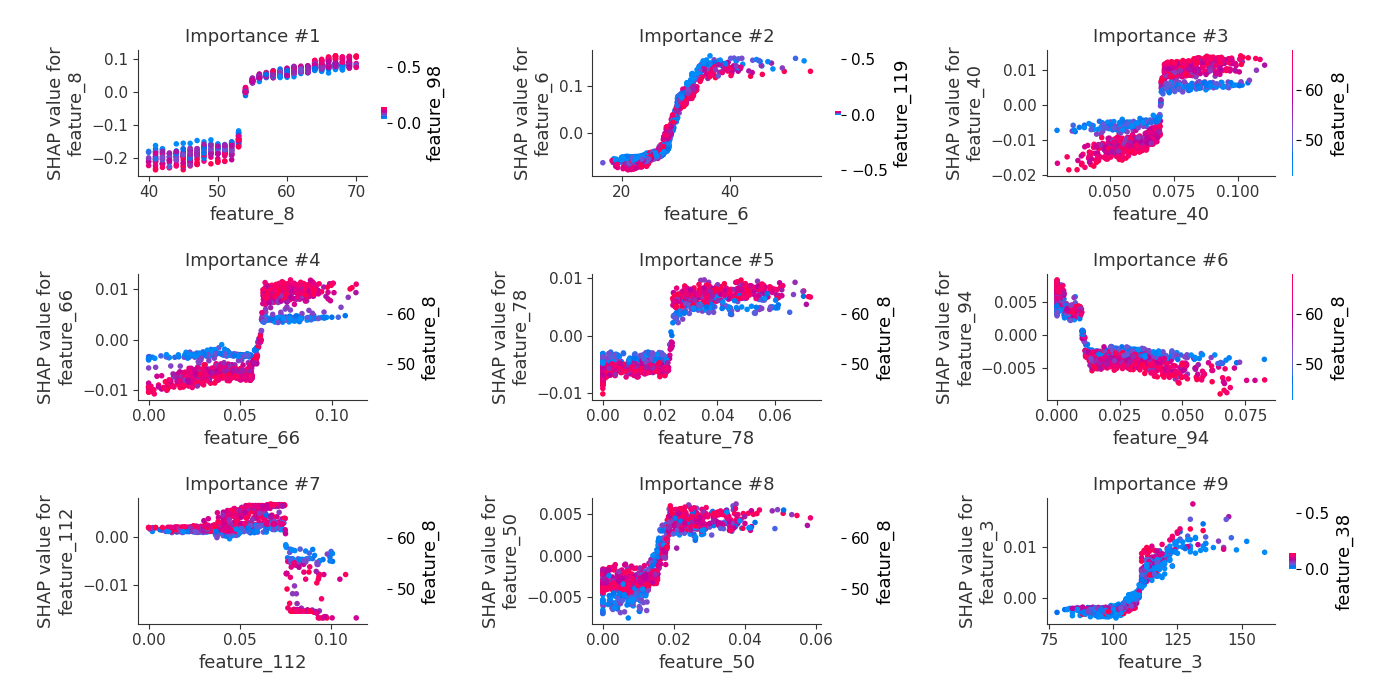 Importance #1
SHAP value for
feature_8
0.1
0.0
−0.1
−0.2
40
50
60
70
feature_8
0.5
0.0
feature_98
Importance #2
SHAP value for
feature_6
0.1
0.0
20
40
feature_6
0.5
0.0
−0.5
feature_119
Importance #3
SHAP value for
feature_40
0.01
0.00
−0.01
−0.02
0.050
0.075
0.100
feature_40
60
50
feature_8
Importance #4
SHAP value for
feature_66
0.01
0.00
−0.01
0.00
0.05
0.10
feature_66
60
50
feature_8
Importance #5
SHAP value for
feature_78
0.01
0.00
−0.01
0.00
0.02
0.04
0.06
feature_78
60
50
feature_8
Importance #6
SHAP value for
feature_94
0.005
0.000
−0.005
0.000
0.025
0.050
0.075
feature_94
60
50
feature_8
Importance #7
SHAP value for
feature_112
0.00
−0.01
0.00
0.05
0.10
feature_112
60
50
feature_8
Importance #8
SHAP value for
feature_50
0.005
0.000
−0.005
0.00
0.02
0.04
0.06
feature_50
60
50
feature_8
Importance #9
SHAP value for
feature_3
0.01
0.00
75
100
125
150
feature_3
0.5
0.0
feature_38